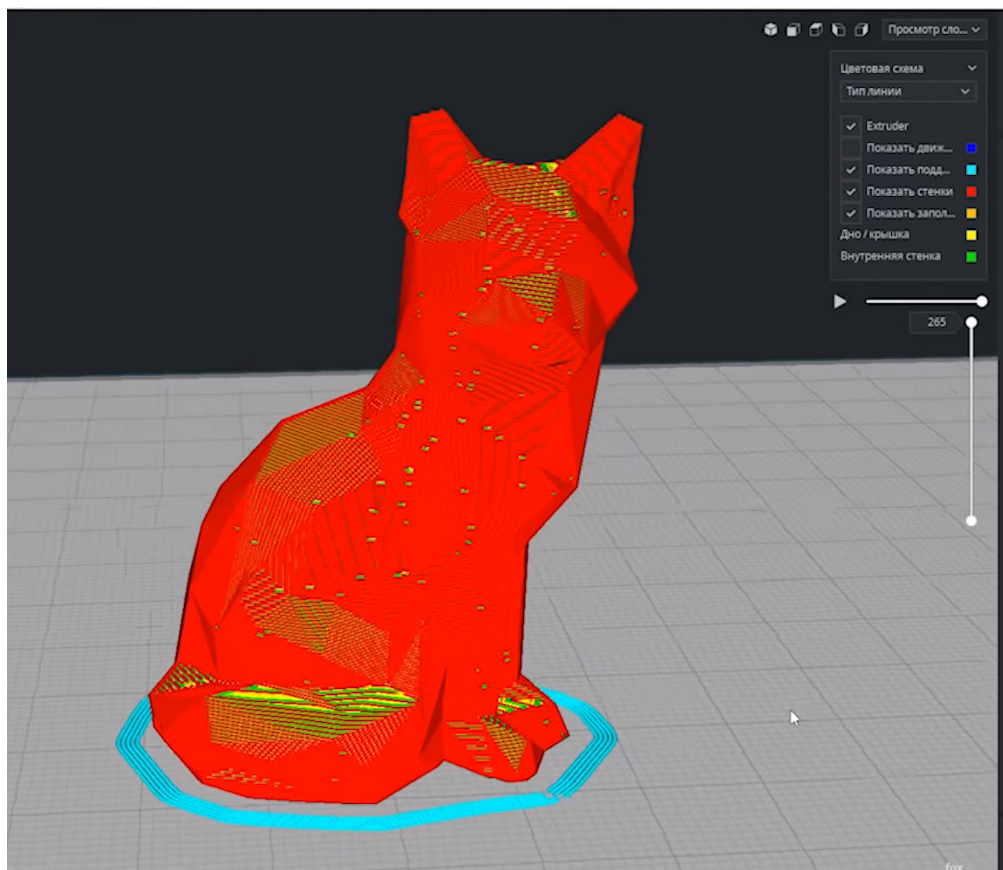 Просмотр сло...
Цветовая схема
Тип линии
Extruder
Показать движ...
Показать подд...
Показать стенки
Показать запол...
Дно / крышка
Внутренняя стенка
265
fox